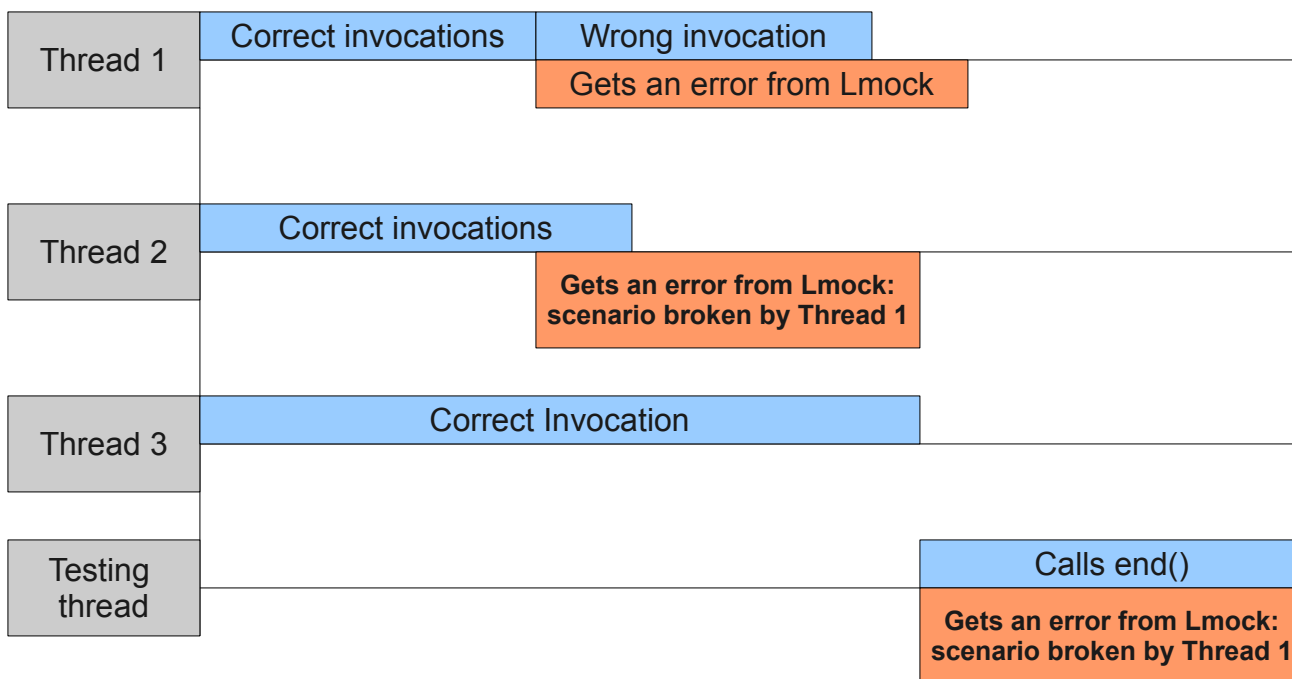 Thread 1
Correct invocations
Wrong invocation
Gets an error from Lmock
Thread 2
Correct invocations
Gets an error from Lmock:
scenario broken by Thread 1
Thread 3
Correct Invocation
Testing
thread
Calls end()
Gets an error from Lmock:
scenario broken by Thread 1